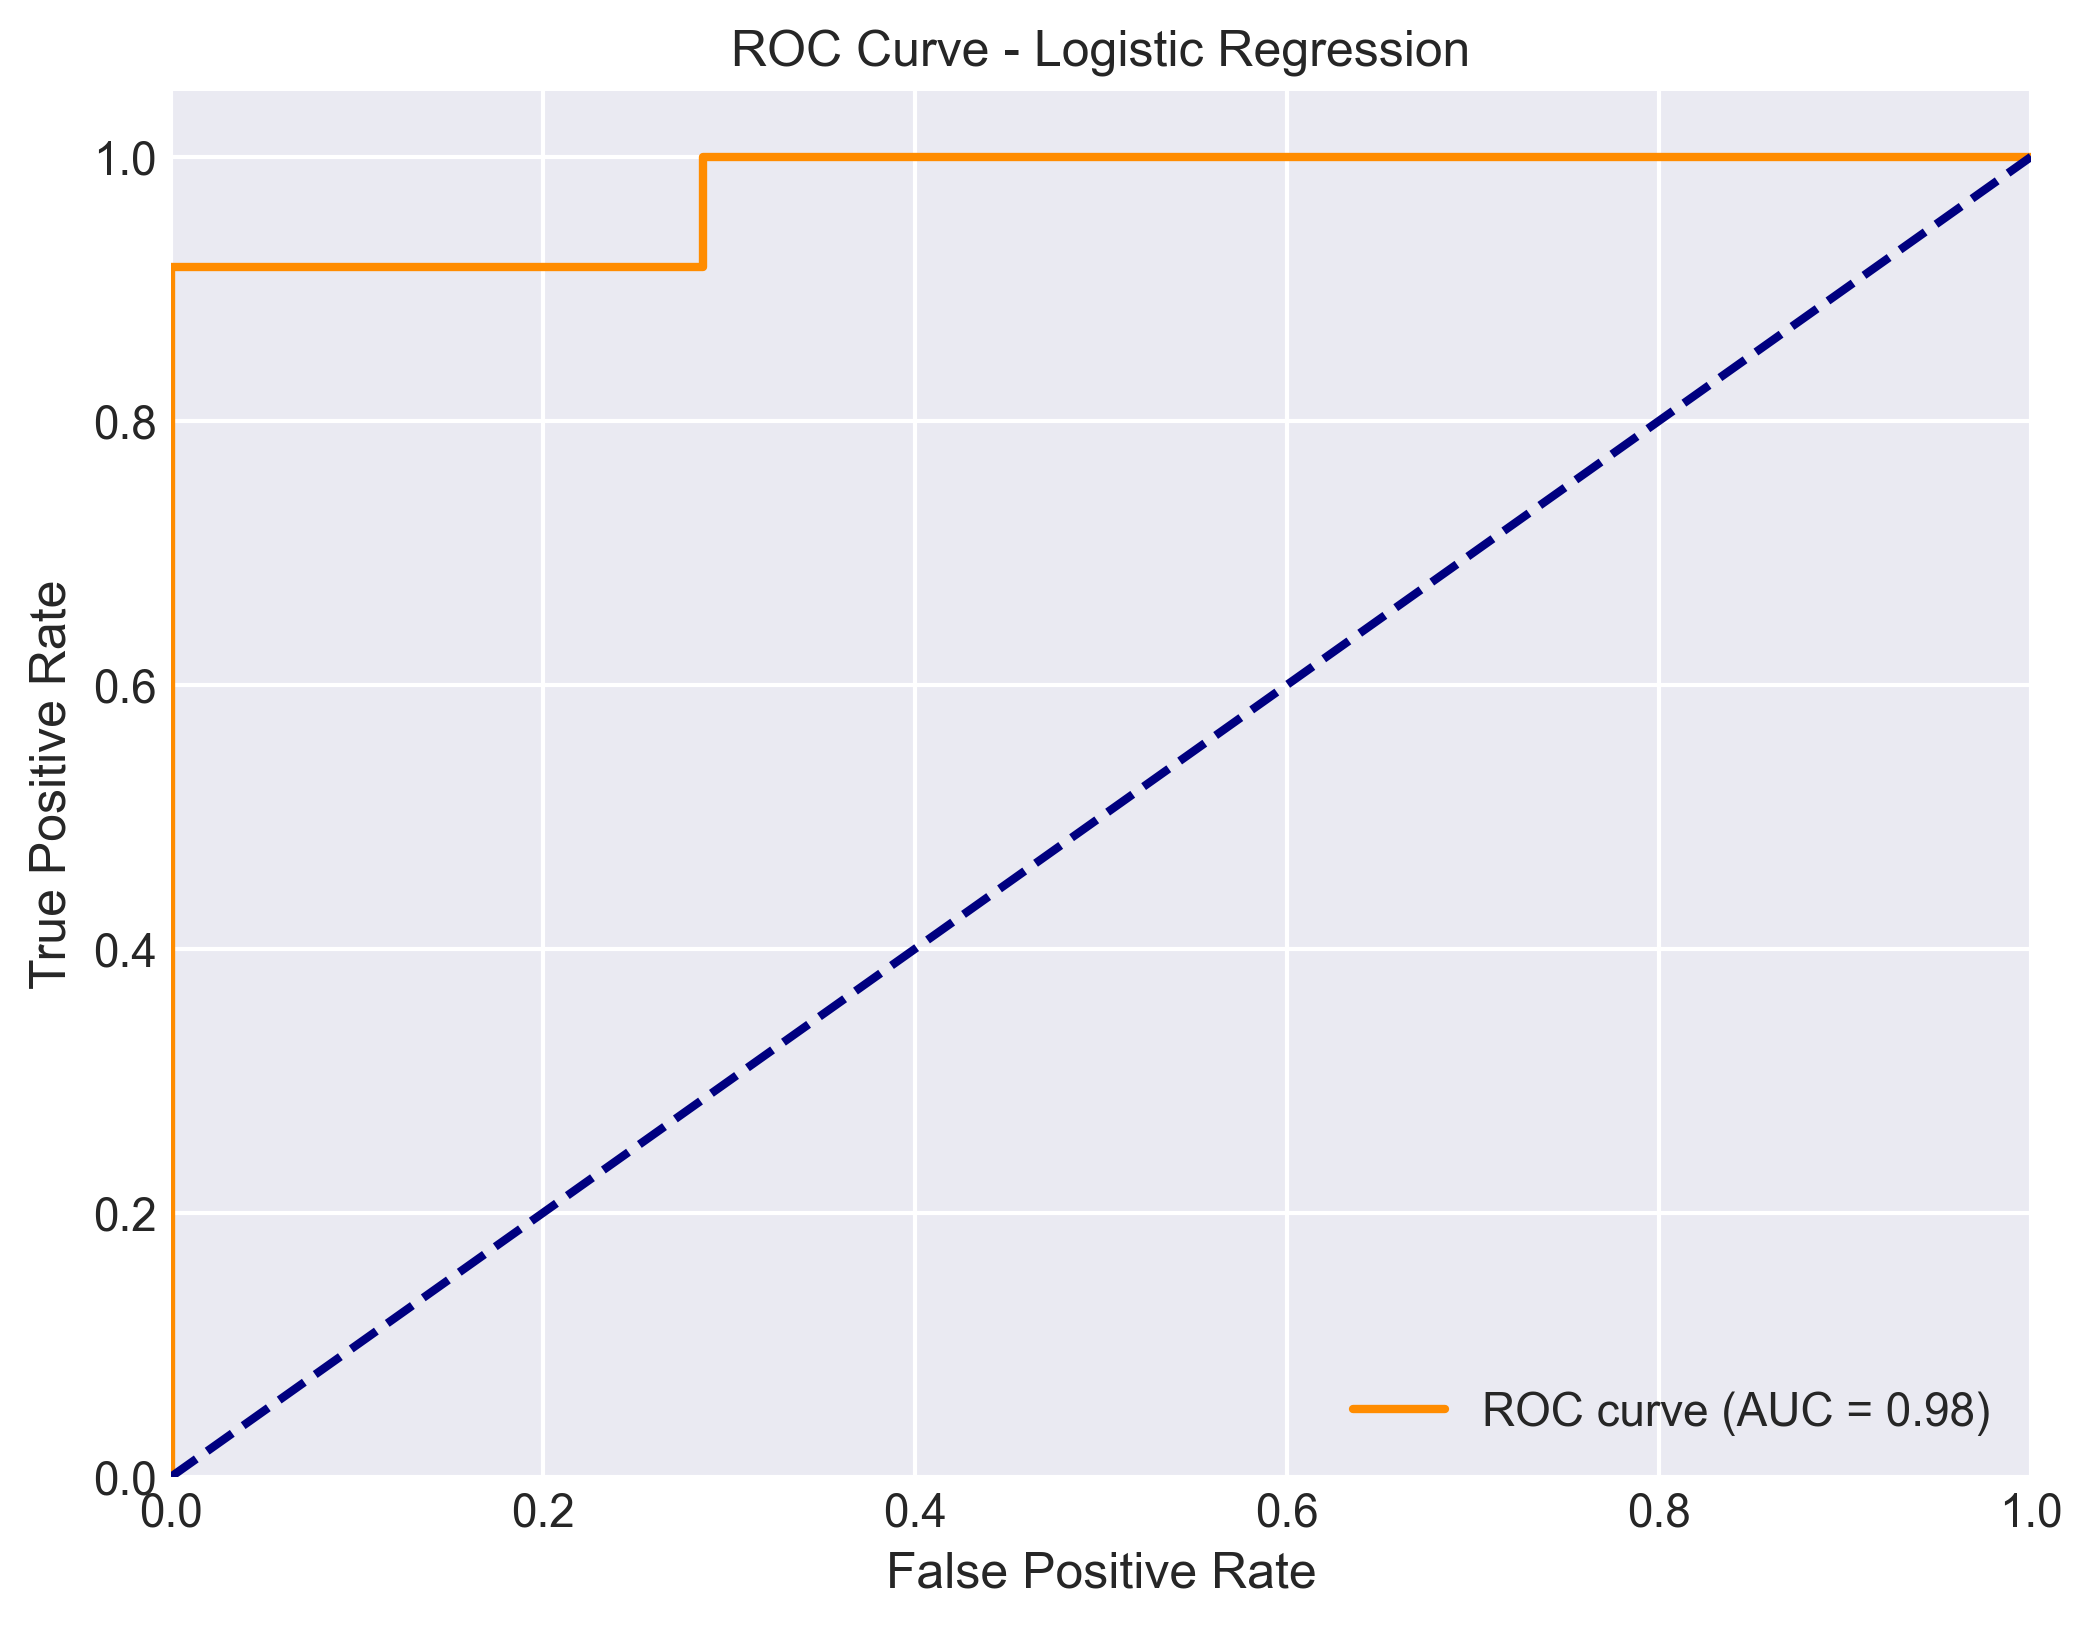 ROC Curve - Logistic Regression
1.0
0.8
0.6
0.4
0.2
0.0
True Positive Rate
0.0 0.2 0.4 0.6 0.8 1.0
False Positive Rate
ROC curve (AUC = 0.98)